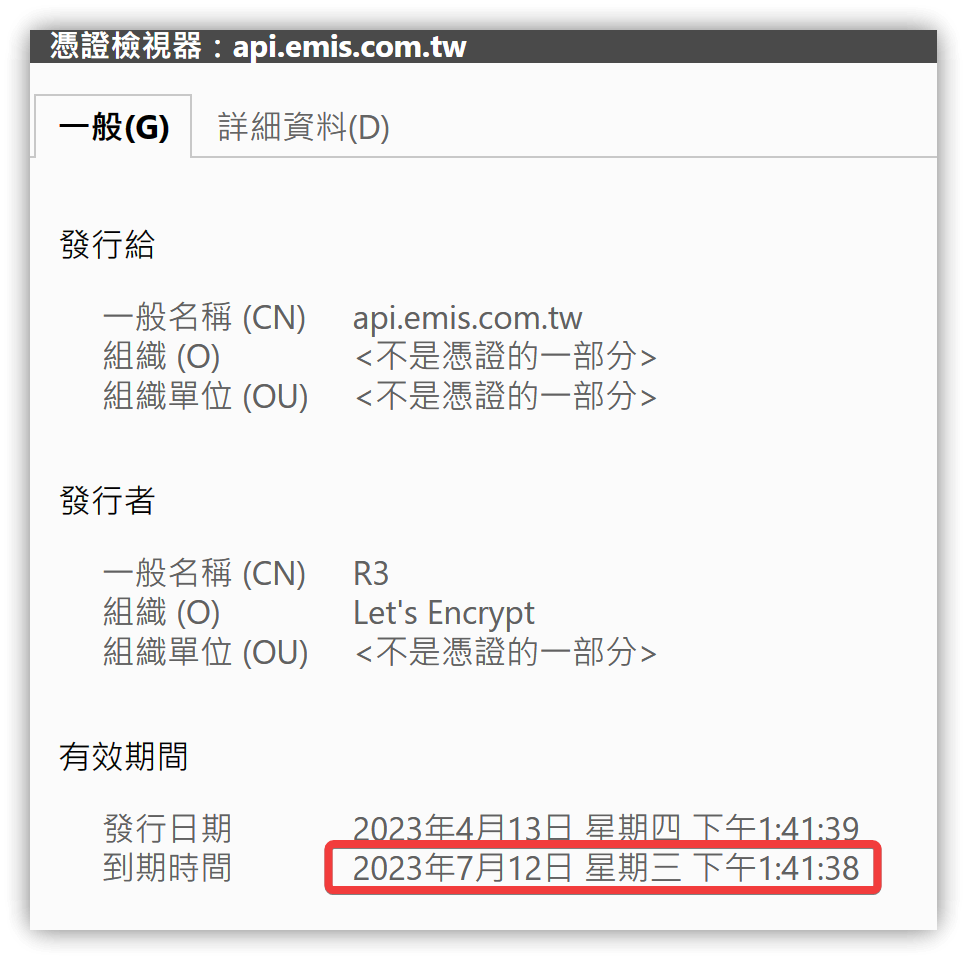 憑證檢視器：api.emis.com.tw
一般(G) 詳細資料(D)
發行給
一般名稱 (CN) api.emis.com.tw
組織 (O) <不是憑證的一部分>
組織單位 (OU) <不是憑證的一部分>
發行者
一般名稱 (CN) R3
組織 (O) Let's Encrypt
組織單位 (OU) <不是憑證的一部分>
有效期間
發行日期 2023年4月13日 星期四 下午1:41:39
到期時間 2023年7月12日 星期三 下午1:41:38